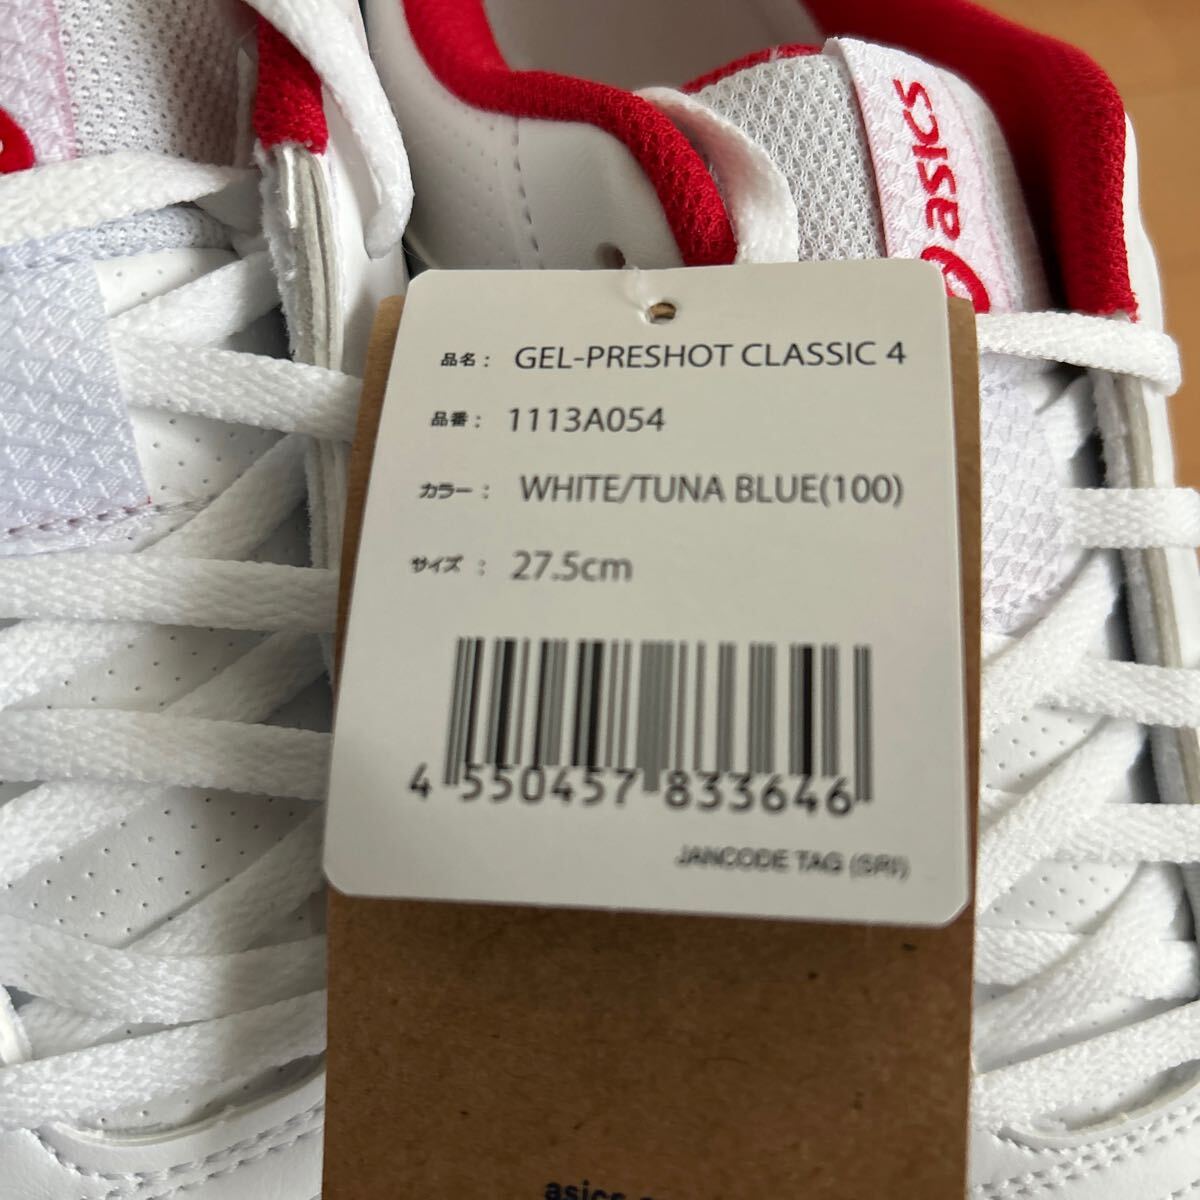 asics
品名： GEL-PRESHOT CLASSIC 4
品番： 1113A054
カラー： WHITE/TUNA BLUE(100)
サイズ： 27.5cm
4 550457 833646
JANCODE TAG (SRI)
asics